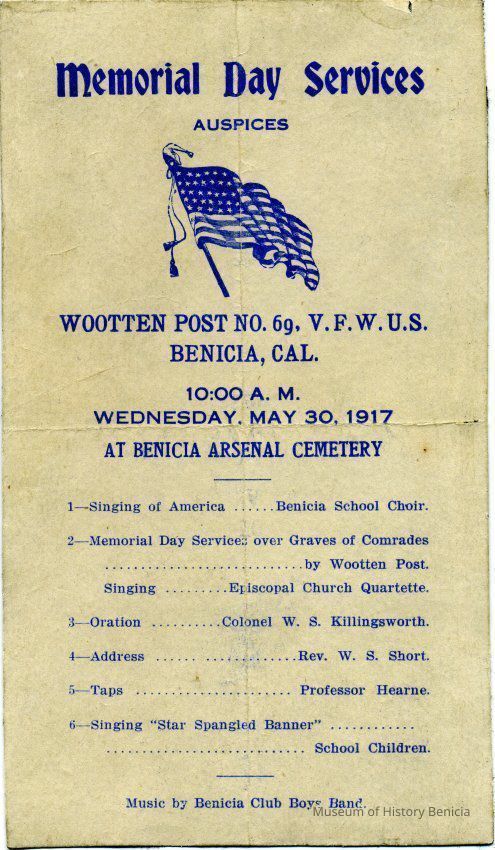 Memorial Day Services
AUSPICES
WOOTTEN POST NO. 69, V. F. W. U. S.
BENICIA, CAL.
10:00 A. M.
WEDNESDAY, MAY 30, 1917
AT BENICIA ARSENAL CEMETERY
1—Singing of America ......Benicia School Choir.
2—Memorial Day Services over Graves of Comrades
............................by Wootten Post.
Singing .........Episcopal Church Quartette.
3—Oration ..........Colonel W. S. Killingsworth.
4—Address ...... .............Rev. W. S. Short.
5—Taps ...................... Professor Hearne.
6—Singing "Star Spangled Banner" ............
............................ School Children.
Music by Benicia Club Boys Band.
Museum of History Benicia